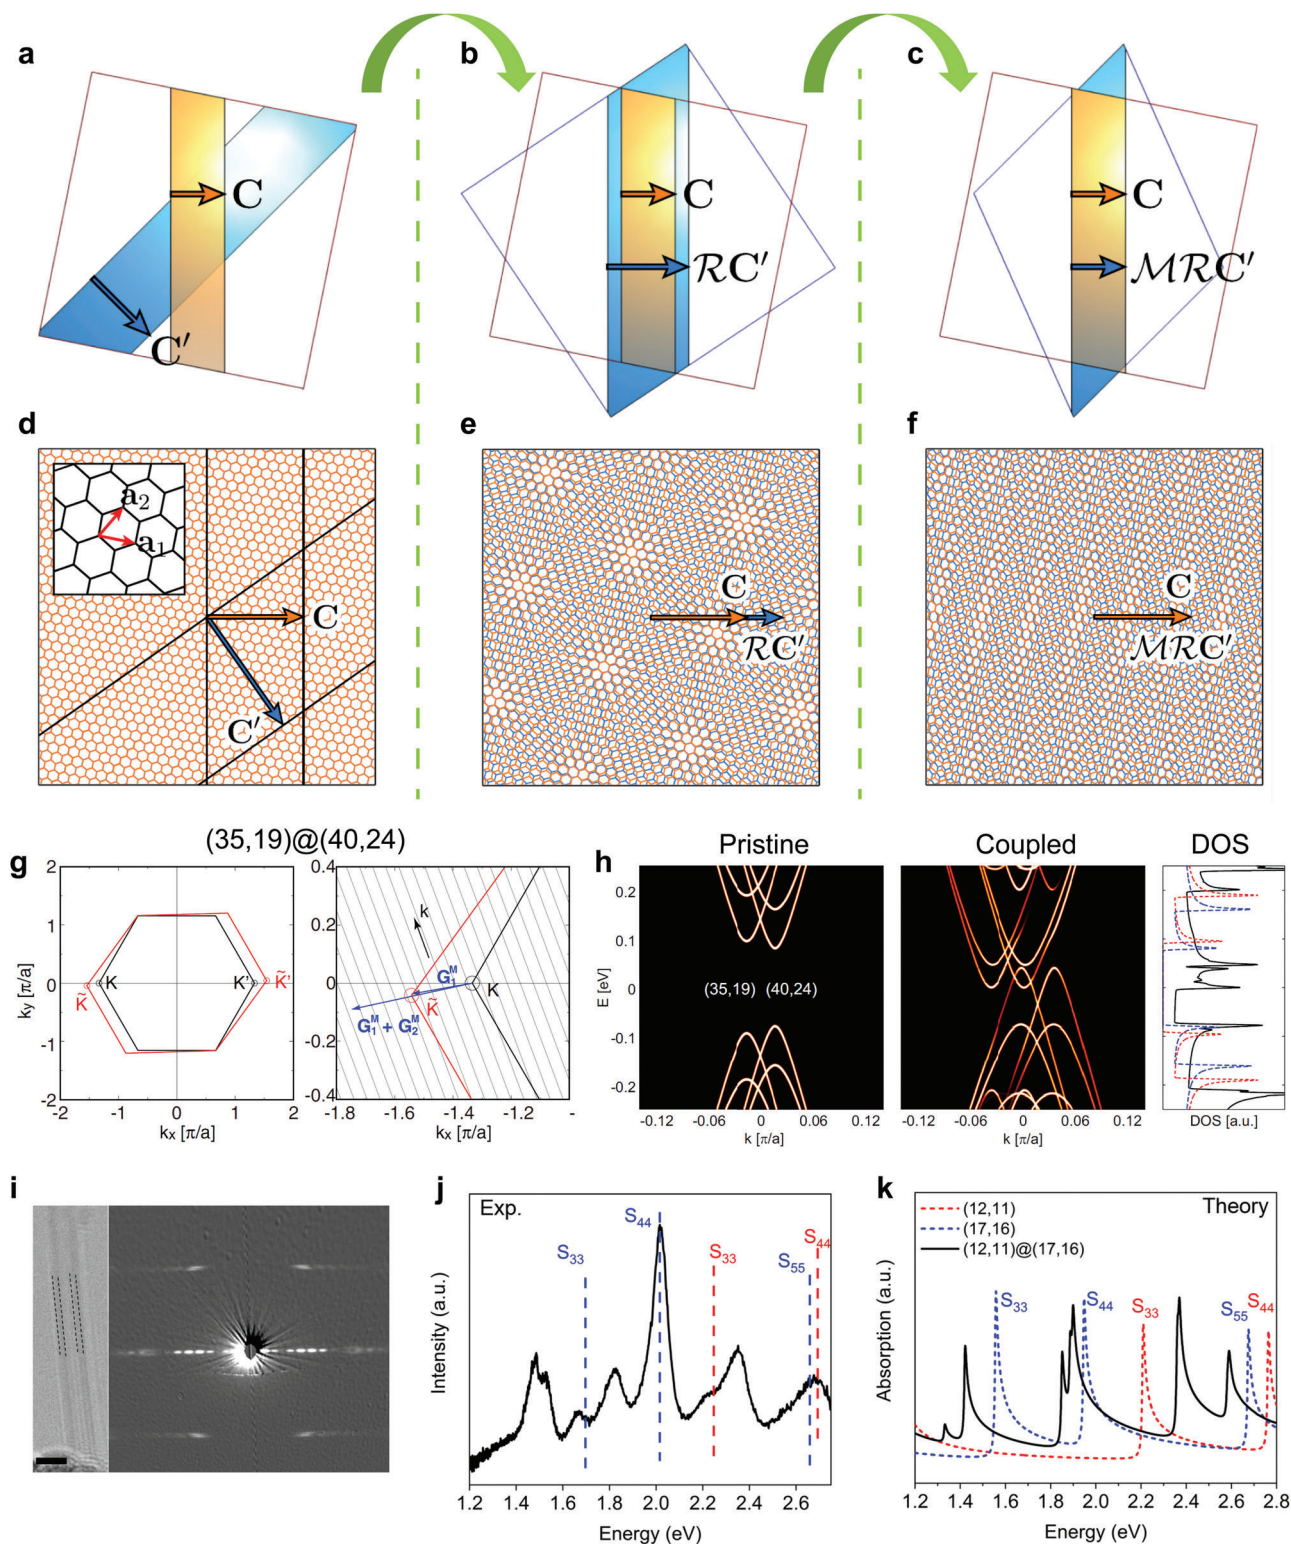 a
b
c
C
C′
C
ℛC′
C
ℳℛC′
d
e
f
a₂
a₁
C
C′
C
ℛC′
C
ℳℛC′
(35,19)@(40,24)
g
2
1
0
-1
-2
K
K'
K̃
K̃'
-2 -1 0 1 2
kₓ [π/a]
k_y [π/a]
0.4
0.2
0
-0.2
-0.4
k
G₁ᴹ
K
K̃
G₁ᴹ + G₂ᴹ
-1.8 -1.6 -1.4 -1.2 -
kₓ [π/a]
h
Pristine Coupled DOS
0.2
0.1
0
-0.1
-0.2
E [eV]
(35,19) (40,24)
-0.12 -0.06 0 0.06 0.12
k [π/a]
-0.12 -0.06 0 0.06 0.12
k [π/a]
DOS [a.u.]
i
j
Exp.
S₃₃
S₄₄
S₃₃
S₅₅
S₄₄
Intensity (a.u.)
1.2 1.4 1.6 1.8 2.0 2.2 2.4 2.6
Energy (eV)
k
(12,11)
(17,16)
(12,11)@(17,16)
Theory
S₃₃
S₄₄
S₃₃
S₅₅
S₄₄
Absorption (a.u.)
1.2 1.4 1.6 1.8 2.0 2.2 2.4 2.6 2.8
Energy (eV)